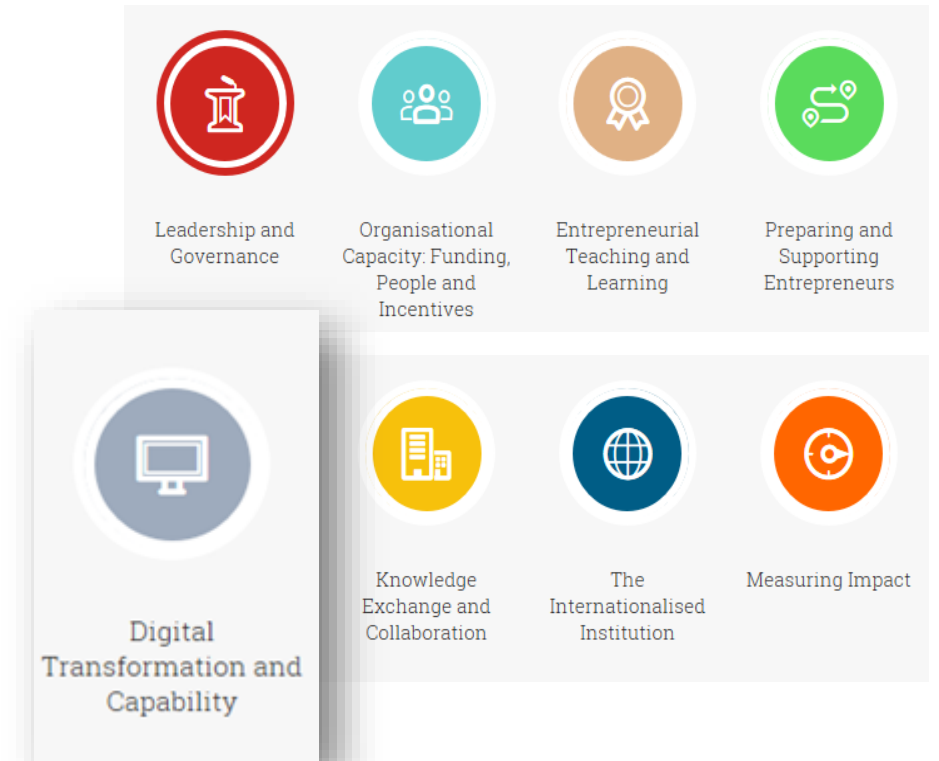 Leadership and
Governance
Organisational
Capacity: Funding,
People and
Incentives
Entrepreneurial
Teaching and
Learning
Preparing and
Supporting
Entrepreneurs
Digital
Transformation and
Capability
Knowledge
Exchange and
Collaboration
The
Internationalised
Institution
Measuring Impact